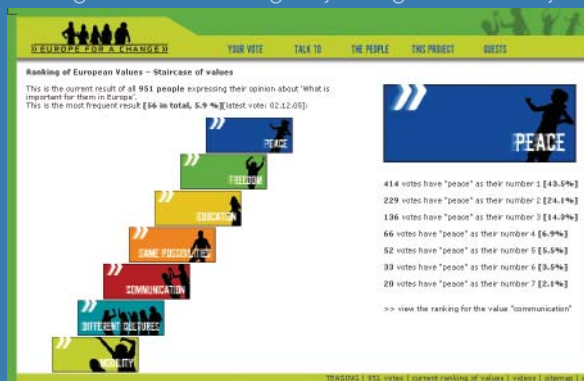 »EUROPE FOR A CHANGE»
YOUR VOTE TALK TO THE PEOPLE THIS PROJECT GUESTS
Ranking of European Values – Staircase of values
This is the current result of all 951 people expressing their opinion about 'What is
important for them in Europe'.
This is the most frequent result [56 in total, 5.9 %][latest vote: 02.12.05]:
PEACE
FREEDOM
EDUCATION
SAME POSSIBILITIES
COMMUNICATION
DIFFERENT CULTURES
MOBILITY
PEACE
414 votes have "peace" as their number 1 [43.5%]
229 votes have "peace" as their number 2 [24.1%]
136 votes have "peace" as their number 3 [14.3%]
66 votes have "peace" as their number 4 [6.9%]
52 votes have "peace" as their number 5 [5.5%]
33 votes have "peace" as their number 6 [3.5%]
20 votes have "peace" as their number 7 [2.1%]
>> view the ranking for the value "communication"
TEASING | 951 votes | current ranking of values | videos | sitemap |